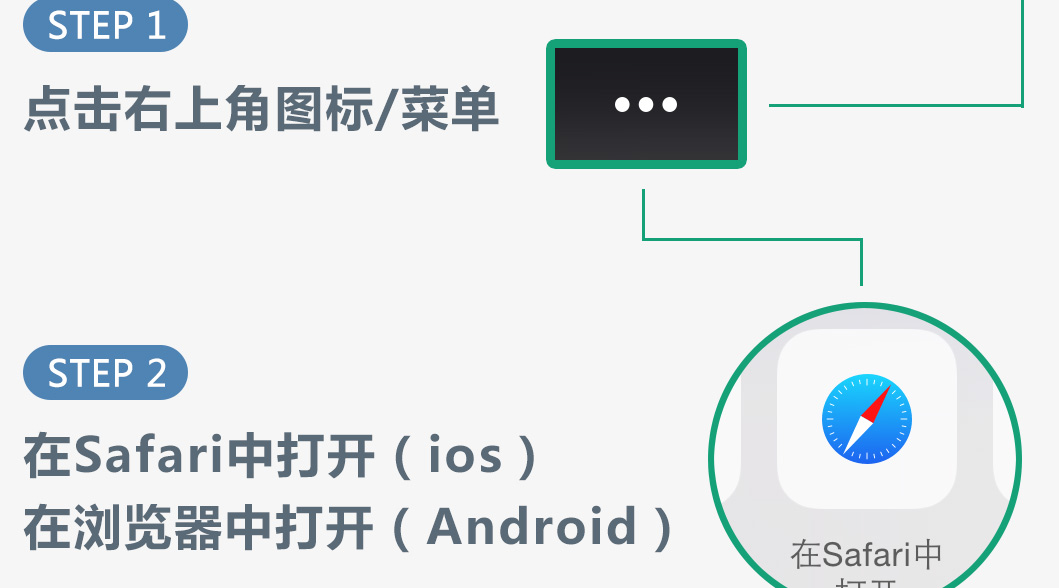 STEP 1
点击右上角图标/菜单
STEP 2
在Safari中打开（ios）
在浏览器中打开（Android）
在Safari中
打开